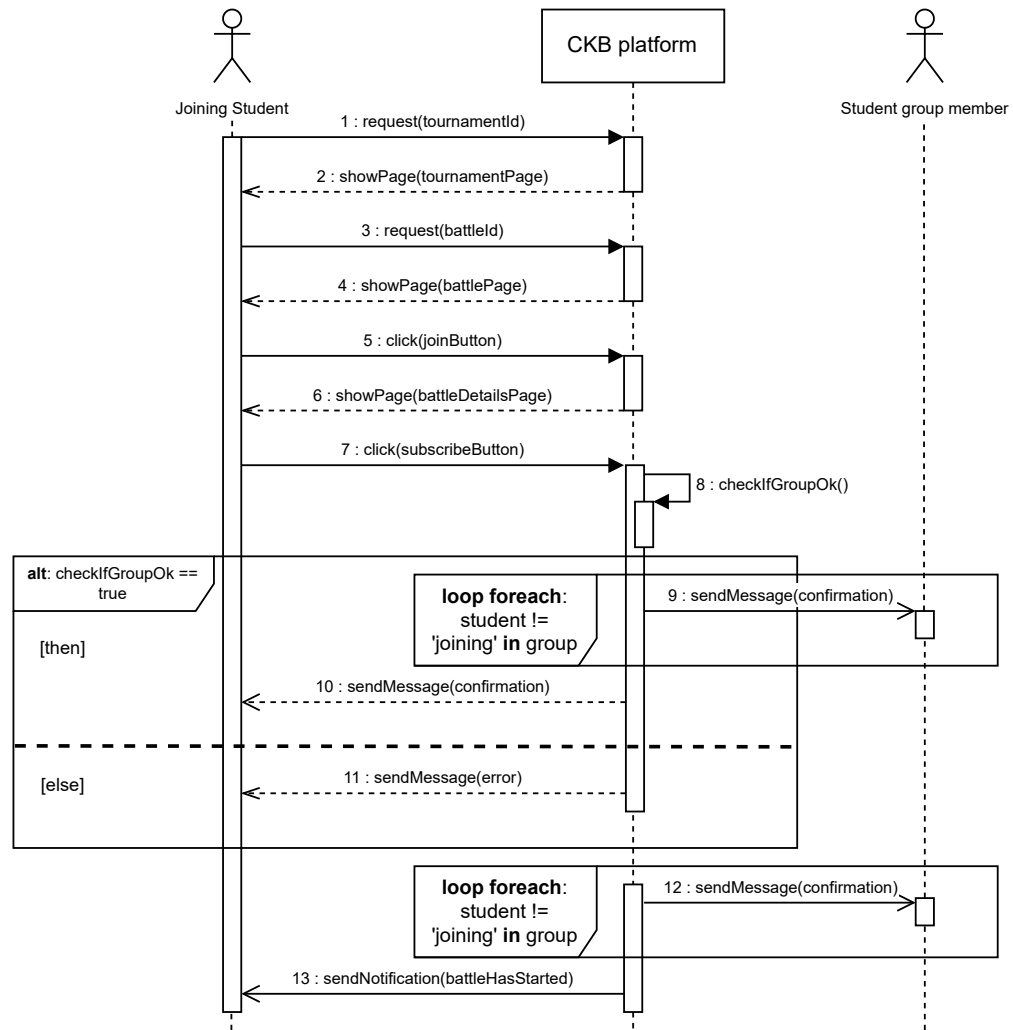 CKB platform
Joining Student
Student group member
1 : request(tournamentId)
2 : showPage(tournamentPage)
3 : request(battleId)
4 : showPage(battlePage)
5 : click(joinButton)
6 : showPage(battleDetailsPage)
7 : click(subscribeButton)
8 : checkIfGroupOk()
alt: checkIfGroupOk ==
true
loop foreach:
student !=
'joining' in group
9 : sendMessage(confirmation)
[then]
10 : sendMessage(confirmation)
[else]
11 : sendMessage(error)
loop foreach:
student !=
'joining' in group
12 : sendMessage(confirmation)
13 : sendNotification(battleHasStarted)